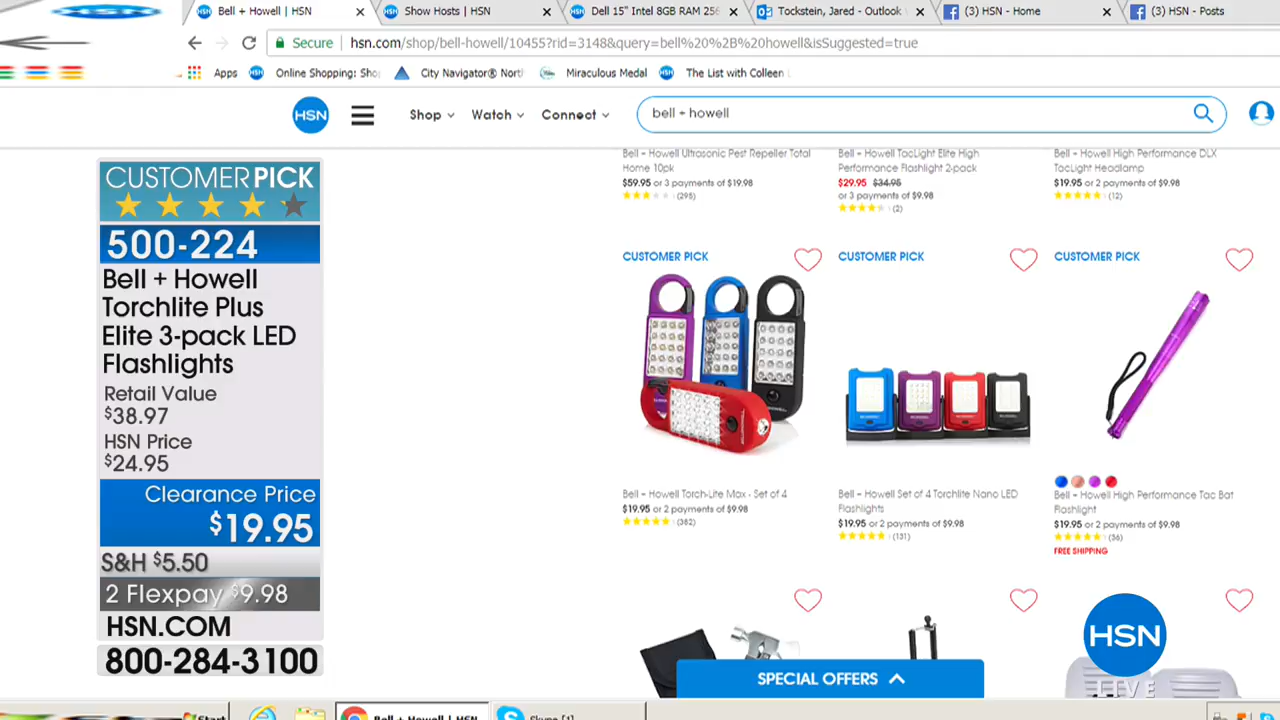 Bell + Howell | HSN
Show Hosts | HSN
Dell 15" Intel 8GB RAM 256
Tockstein, Jared - Outlook
(3) HSN - Home
(3) HSN - Posts
Secure
hsn.com/shop/bell-howell/10455?rid=3148&query=bell%20%2B%20howell&isSuggested=true
Apps
Online Shopping: Sho
City Navigator® Nort
Miraculous Medal
The List with Colleen L
HSN
Shop
Watch
Connect
bell + howell
CUSTOMER PICK
500-224
Bell + Howell
Torchlite Plus
Elite 3-pack LED
Flashlights
Retail Value
$38.97
HSN Price
$24.95
Clearance Price
$19.95
S&H $5.50
2 Flexpay $9.98
HSN.COM
800-284-3100
Bell + Howell Ultrasonic Pest Repeller Total
Home 10pk
$59.95 or 3 payments of $19.98
(295)
Bell + Howell TacLight Elite High
Performance Flashlight 2-pack
$29.95 $34.95
or 3 payments of $9.98
(2)
Bell + Howell High Performance DLX
TacLight Headlamp
$19.95 or 2 payments of $9.98
(12)
CUSTOMER PICK
Bell + Howell Torch-Lite Max - Set of 4
$19.95 or 2 payments of $9.98
(382)
CUSTOMER PICK
Bell + Howell Set of 4 Torchlite Nano LED
Flashlights
$19.95 or 2 payments of $9.98
(131)
CUSTOMER PICK
Bell + Howell High Performance Tac Bat
Flashlight
$19.95 or 2 payments of $9.98
(36)
FREE SHIPPING
SPECIAL OFFERS
HSN
LIVE
Start
Bell + Howell | HSN
Skype [1]